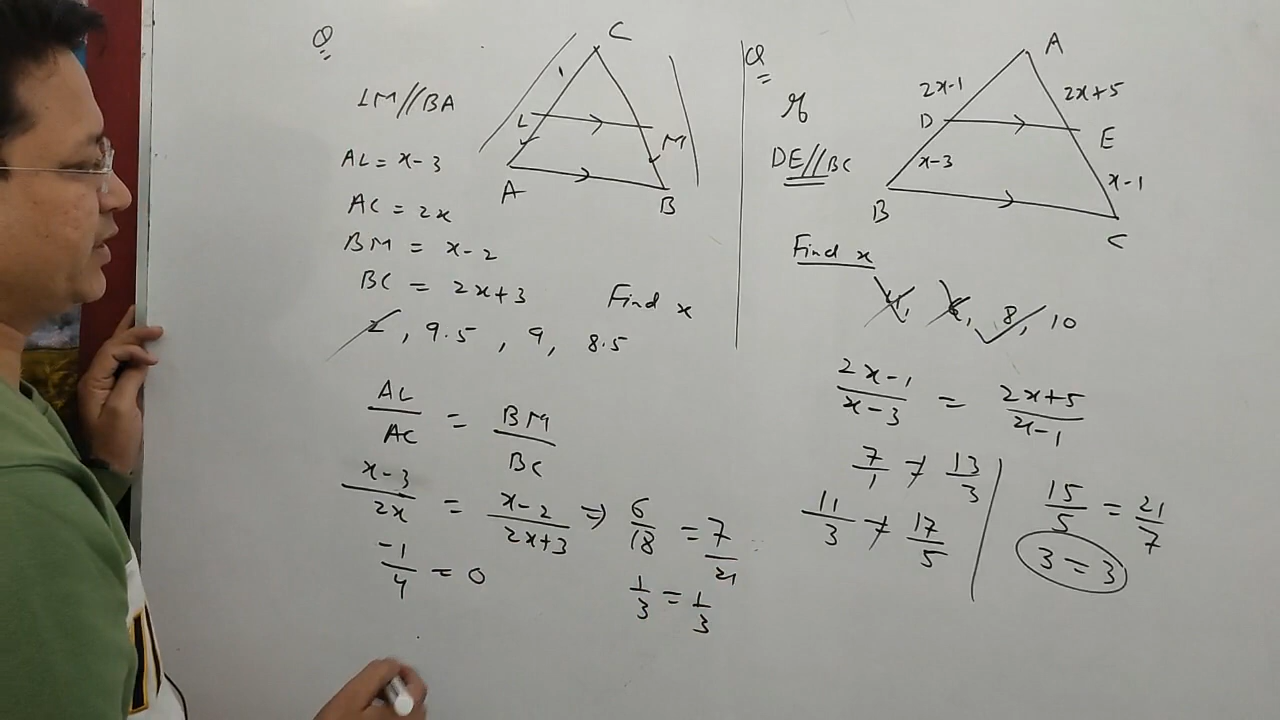 Q
C
LM//BA
L
M
A
B
AL = x-3
AC = 2x
BM = x-2
BC = 2x+3
Find x
2, 9.5, 9, 8.5
AL/AC = BM/BC
x-3/2x = x-2/2x+3 ⇒ 6/18 = 7/21
-1/4 = 0
1/3 = 1/3
Q
A
2x-1
2x+5
D
E
DE//BC
x-3
x-1
B
C
Find x
4, 6, 8, 10
2x-1/x-3 = 2x+5/x-1
7/1 ≠ 13/3
11/3 ≠ 17/5
15/5 = 21/7
3 = 3